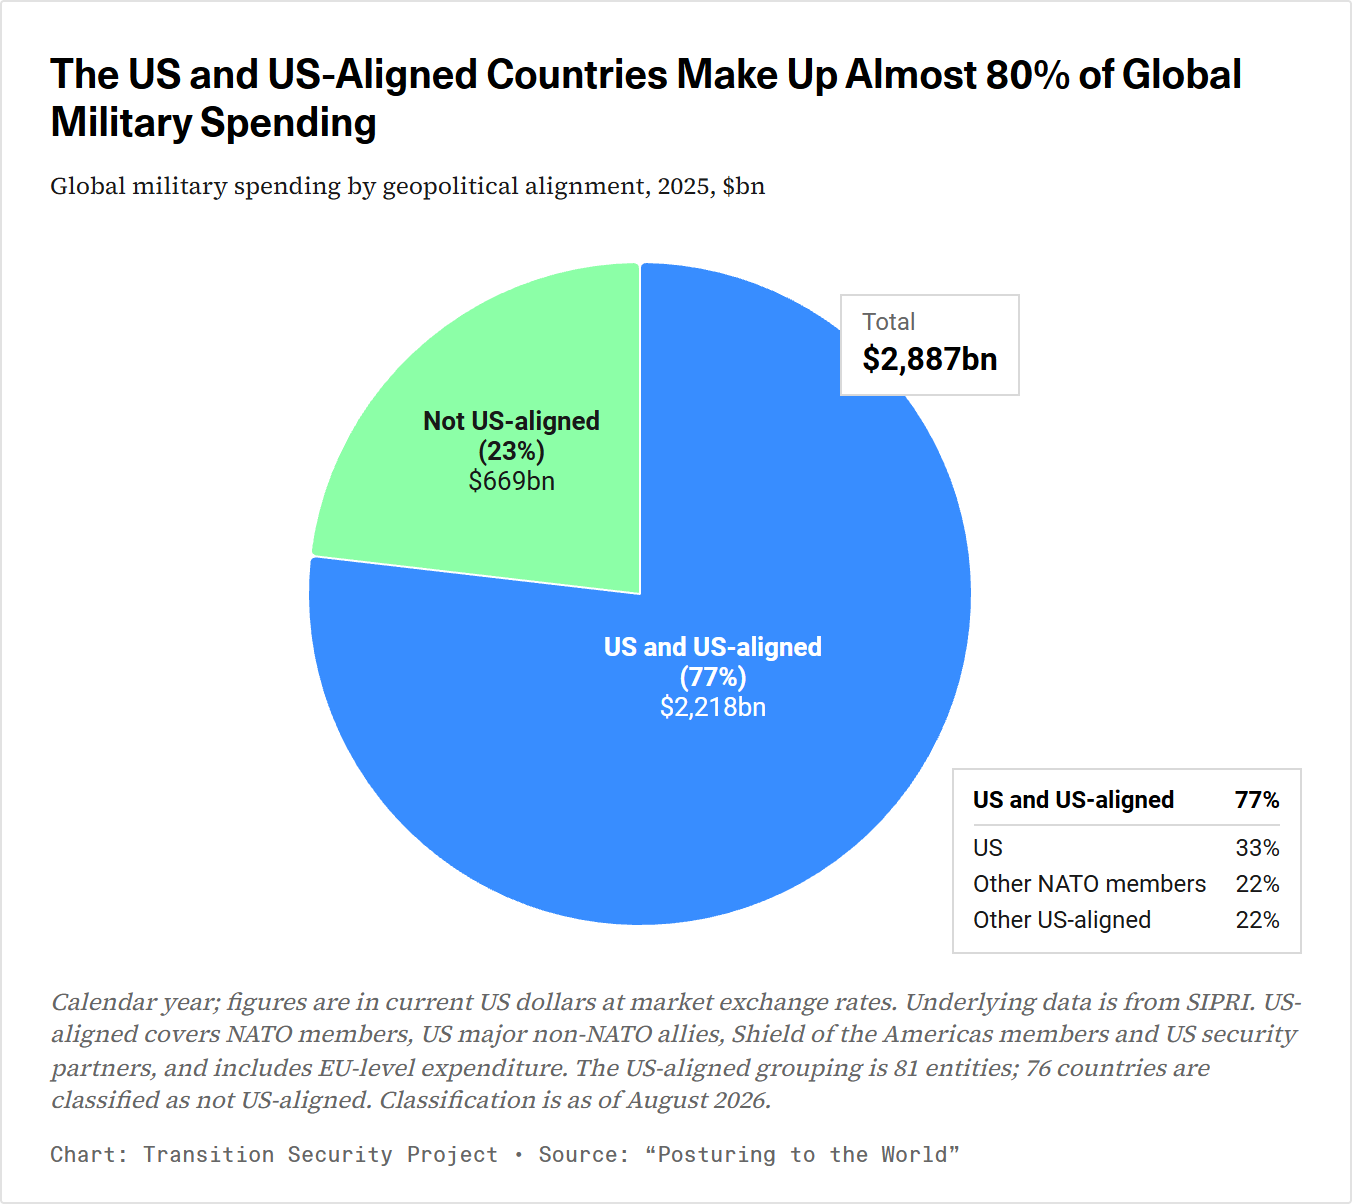 The US and US-Aligned Countries Make Up Almost 80% of Global
Military Spending
Global military spending by geopolitical alignment, 2025, $bn
Total
$2,887bn
Not US-aligned
(23%)
$669bn
US and US-aligned
(77%)
$2,218bn
US and US-aligned 77%
US 33%
Other NATO members 22%
Other US-aligned 22%
Calendar year; figures are in current US dollars at market exchange rates. Underlying data is from SIPRI. US-
aligned covers NATO members, US major non-NATO allies, Shield of the Americas members and US security
partners, and includes EU-level expenditure. The US-aligned grouping is 81 entities; 76 countries are
classified as not US-aligned. Classification is as of August 2026.
Chart: Transition Security Project • Source: “Posturing to the World”